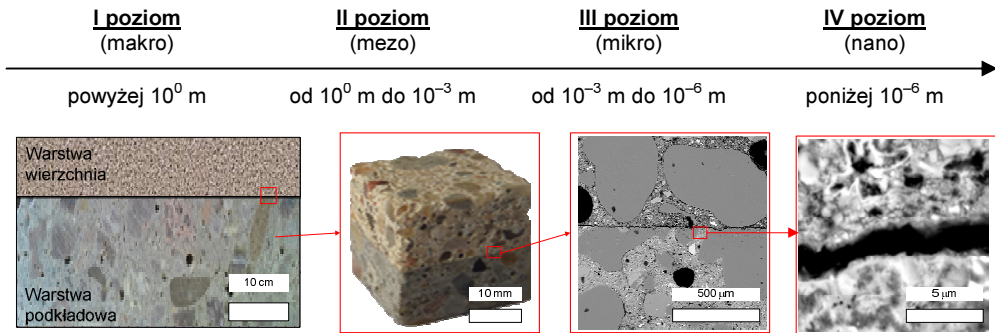 I poziom
(makro)
II poziom
(mezo)
III poziom
(mikro)
IV poziom
(nano)
powyżej 10⁰ m
od 10⁰ m do 10⁻³ m
od 10⁻³ m do 10⁻⁶ m
poniżej 10⁻⁶ m
Warstwa
wierzchnia
10 cm
Warstwa
podkładowa
10 mm
500 µm
5 µm